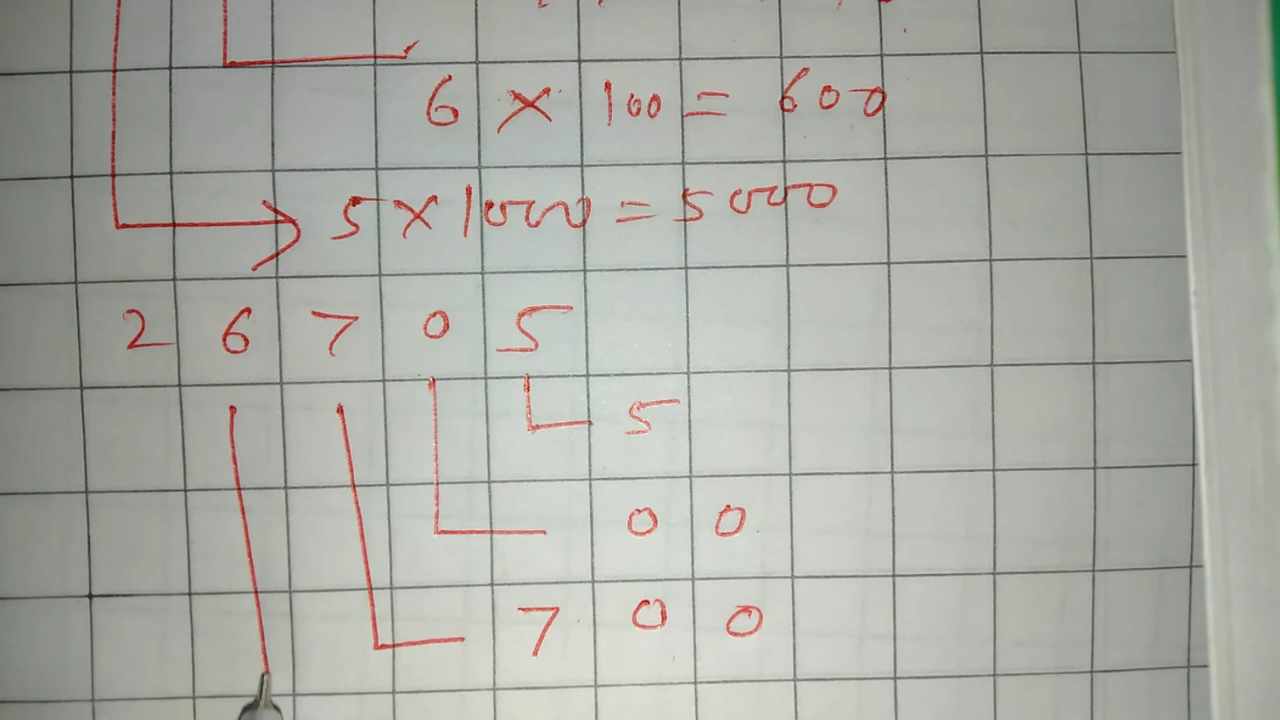 6 × 100 = 600
5 × 1000 = 5000
2 6 7 0 5
5
0 0
7 0 0